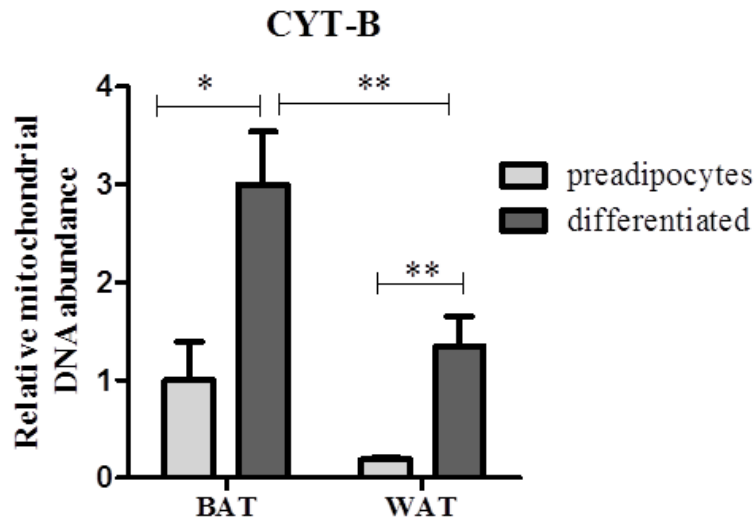 CYT-B
Relative mitochondrial
DNA abundance
4
3
2
1
0
*
**
**
BAT
WAT
preadipocytes
differentiated